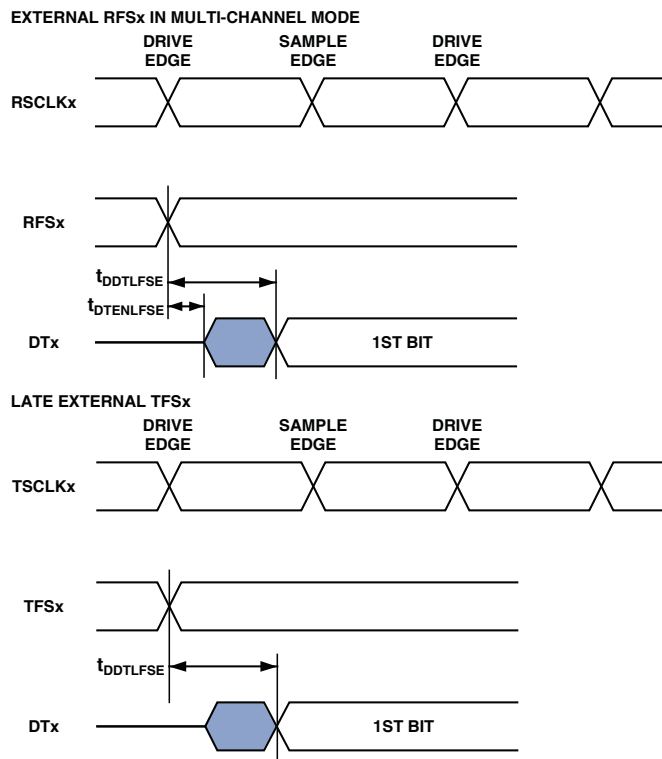 EXTERNAL RFSx IN MULTI-CHANNEL MODE
DRIVE EDGE
SAMPLE EDGE
DRIVE EDGE
RSCLKx
RFSx
tDDTLFSE
tDTENLFSE
DTx
1ST BIT
LATE EXTERNAL TFSx
DRIVE EDGE
SAMPLE EDGE
DRIVE EDGE
TSCLKx
TFSx
tDDTLFSE
DTx
1ST BIT